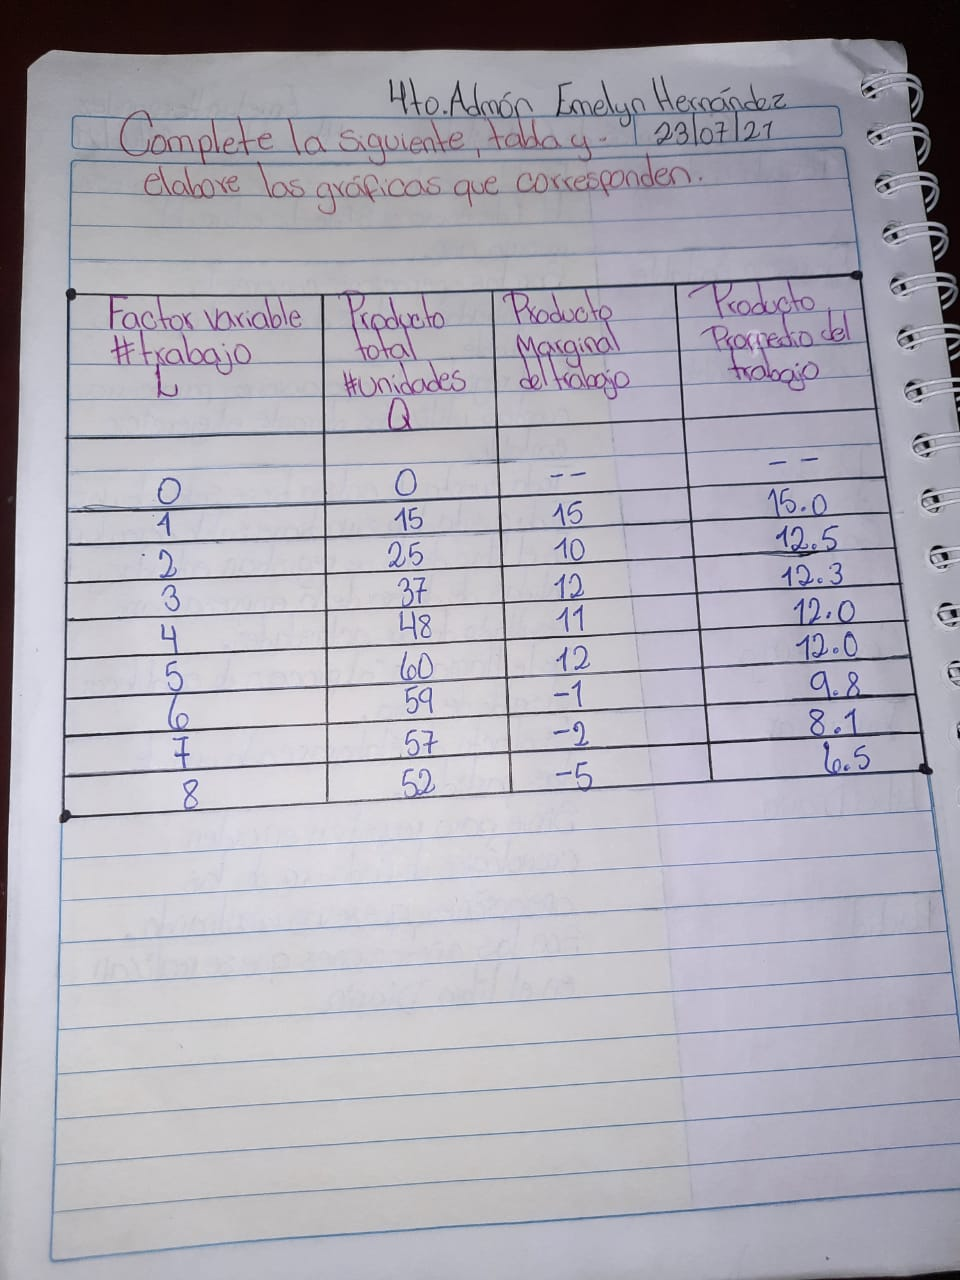 4to. Admón Emelyn Hernández
Complete la siguiente, tabla y. 23/07/21
elabore las gráficas que corresponden.
Factor variable Producto Producto Producto
#trabajo total Marginal Promedio del
L #unidades del trabajo trabajo
Q
0 0 -- --
1 15 15 15.0
2 25 10 12.5
3 37 12 12.3
4 48 11 12.0
5 60 12 12.0
6 59 -1 9.8
7 57 -2 8.1
8 52 -5 6.5